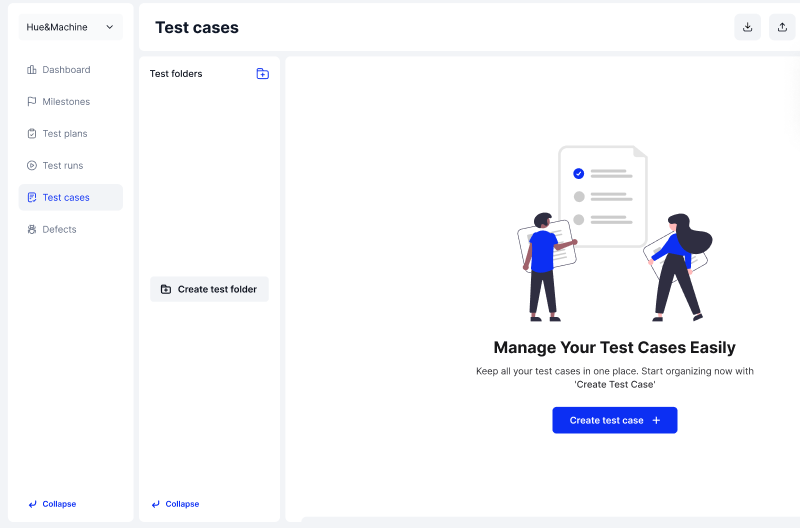 Hue&Machine
Dashboard
Milestones
Test plans
Test runs
Test cases
Defects
Collapse
Test cases
Test folders
Create test folder
Collapse
Manage Your Test Cases Easily
Keep all your test cases in one place. Start organizing now with
'Create Test Case'
Create test case +